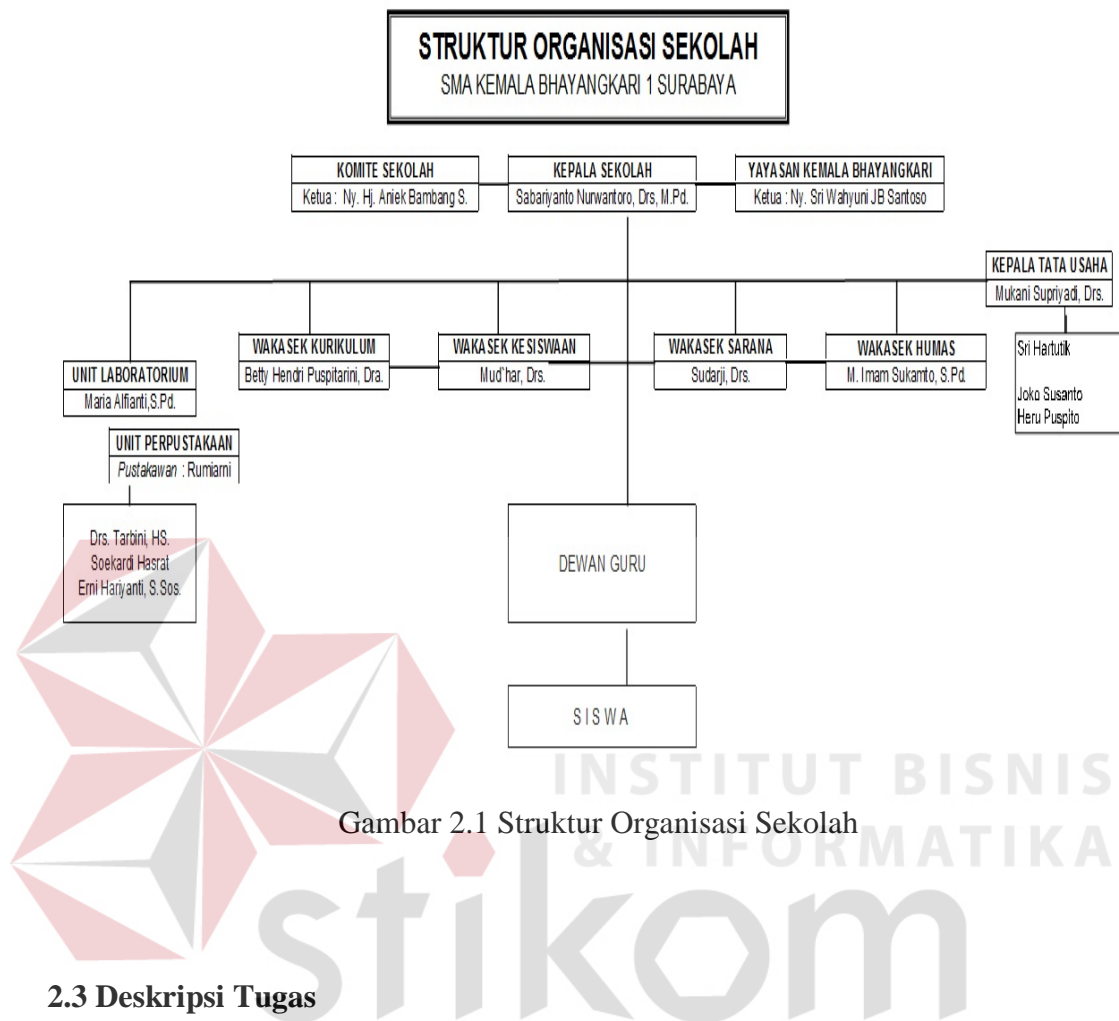 STRUKTUR ORGANISASI SEKOLAH
SMA KEMALA BHAYANGKARI 1 SURABAYA
KOMITE SEKOLAH
Ketua : Ny. Hj. Aniek Bambang S.
KEPALA SEKOLAH
Sabariyanto Nurwantoro, Drs, M.Pd.
YAYASAN KEMALA BHAYANGKARI
Ketua : Ny. Sri Wahyuni JB Santoso
KEPALA TATA USAHA
Mukani Supriyadi, Drs.
Sri Hartutik
Joko Susanto
Heru Puspito
WAKASEK KURIKULUM
Betty Hendri Puspitarini, Dra.
WAKASEK KESISWAAN
Mud'har, Drs.
WAKASEK SARANA
Sudarji, Drs.
WAKASEK HUMAS
M. Imam Sukamto, S.Pd.
UNIT LABORATORIUM
Maria Alfianti,S.Pd.
UNIT PERPUSTAKAAN
Pustakawan : Rumiarni
Drs. Tarbini, HS.
Soekardi Hasrat
Erni Hariyanti, S.Sos.
DEWAN GURU
S I S W A
INSTITUT BISNIS
& INFORMATIKA
stikom
Gambar 2.1 Struktur Organisasi Sekolah
2.3 Deskripsi Tugas